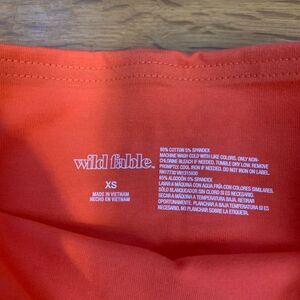 wild fable™
XS
MADE IN VIETNAM
HECHO EN VIETNAM
95% COTTON 5% SPANDEX
MACHINE WASH COLD WITH LIKE COLORS. ONLY NON-
CHLORINE BLEACH IF NEEDED. TUMBLE DRY LOW REMOVE
PROMPTLY. COOL IRON IF NEEDED. DO NOT IRON ON LABEL.
95% ALGODÓN 5% SPANDEX
LAVAR A MÁQUINA CON AGUA FRÍA CON COLORES SIMILARES.
SÓLO BLANQUEADOR SIN CLORO SI ES NECESARIO.
SECAR A MÁQUINA A BAJA TEMPERATURA, RETIRAR
OPORTUNAMENTE. PLANCHAR A BAJA TEMPERATURA SI ES
NECESARIO. NO PLANCHAR SOBRE LA ETIQUETA.